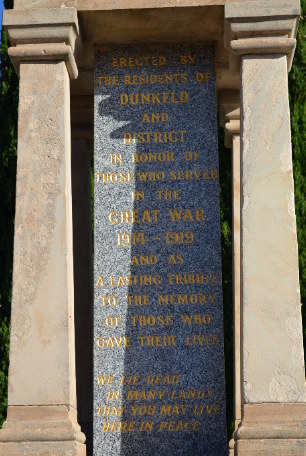 ERECTED BY
THE RESIDENTS OF
DUNKELD
AND
DISTRICT
IN HONOR OF
THOSE WHO SERVED
IN THE
GREAT WAR
1914 - 1919
AND AS
A LASTING TRIBUTE
TO THE MEMORY
OF THOSE WHO
GAVE THEIR LIVES
WE LIE DEAD
IN MANY LANDS
THAT YOU MAY LIVE
HERE IN PEACE